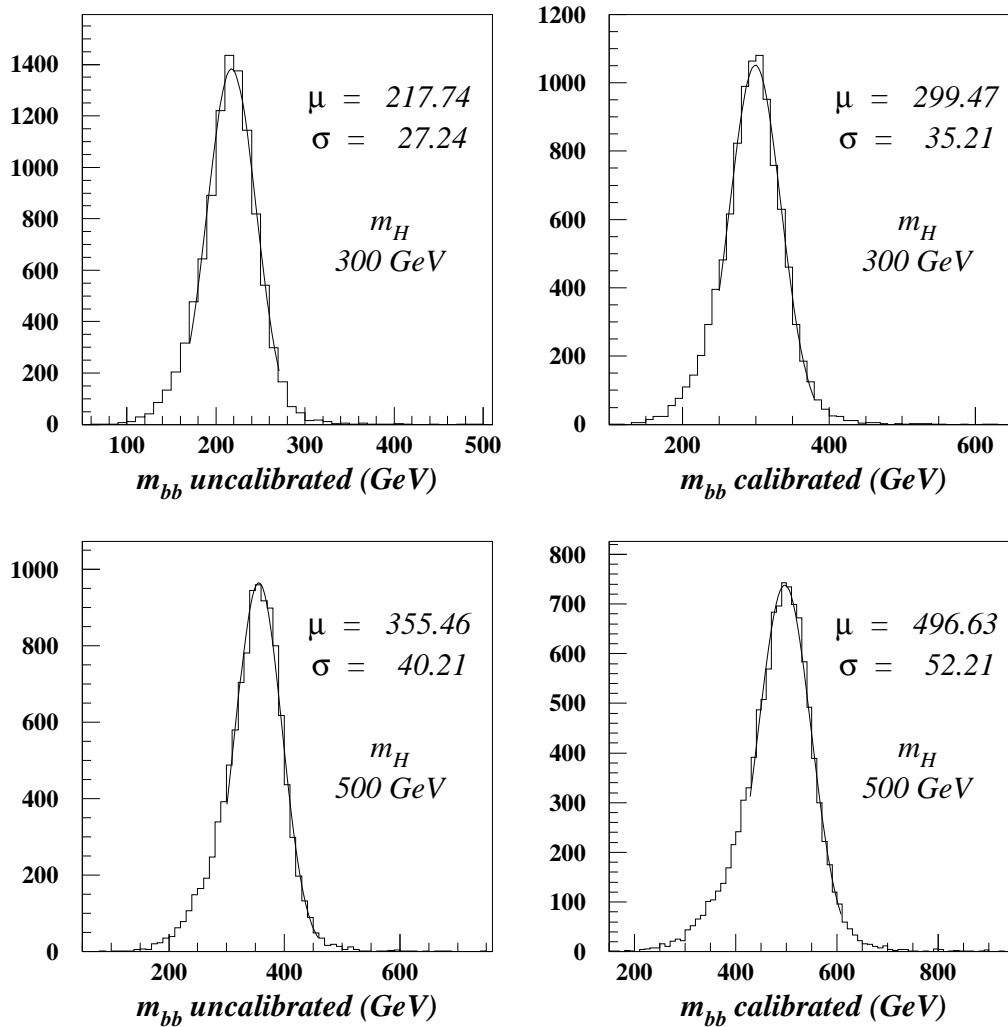 1400
1200
1000
800
600
400
200
0
100 200 300 400 500
μ = 217.74
σ = 27.24
m_H
300 GeV
m_bb uncalibrated (GeV)
1200
1000
800
600
400
200
0
200 400 600
μ = 299.47
σ = 35.21
m_H
300 GeV
m_bb calibrated (GeV)
1000
800
600
400
200
0
200 400 600
μ = 355.46
σ = 40.21
m_H
500 GeV
m_bb uncalibrated (GeV)
800
700
600
500
400
300
200
100
0
200 400 600 800
μ = 496.63
σ = 52.21
m_H
500 GeV
m_bb calibrated (GeV)